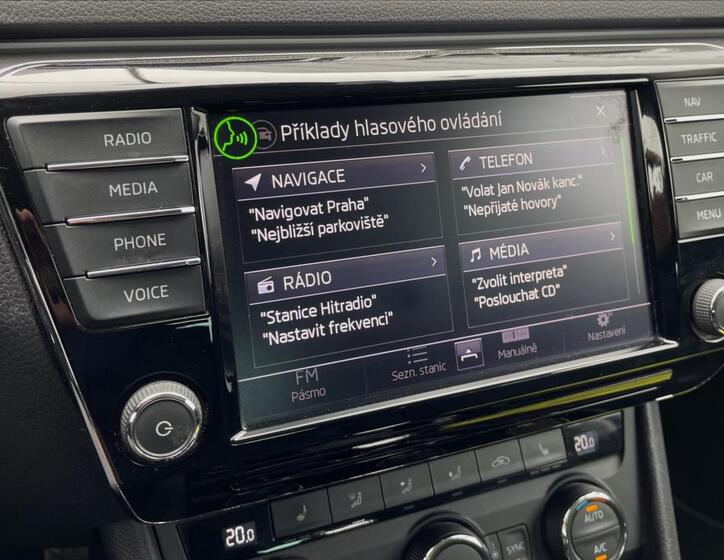 RADIO
MEDIA
PHONE
VOICE
Příklady hlasového ovládání
NAVIGACE
"Navigovat Praha"
"Nejbližší parkoviště"
TELEFON
"Volat Jan Novák kanc."
"Nepřijaté hovory"
RÁDIO
"Stanice Hitradio"
"Nastavit frekvenci"
MÉDIA
"Zvolit interpreta"
"Poslouchat CD"
FM
Pásmo
Sezn. stanic
Manuálně
Nastavení
NAV
TRAFFIC
CAR
MENU
20.0
20.0
SYNC
AUTO
A/C